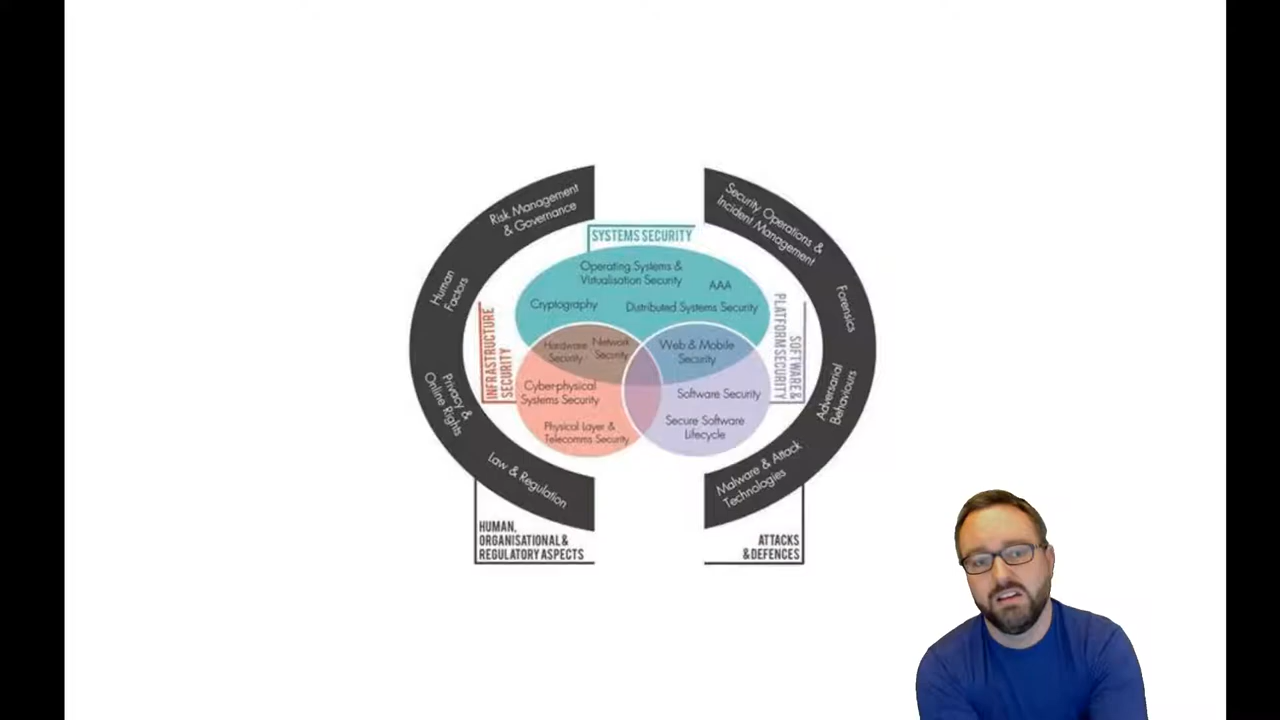 Risk Management
& Governance
Human
Factors
Privacy &
Online Rights
Law & Regulation
HUMAN,
ORGANISATIONAL &
REGULATORY ASPECTS
SYSTEMS SECURITY
Operating Systems &
Virtualisation Security
AAA
Cryptography
Distributed Systems Security
INFRASTRUCTURE
SECURITY
Hardware
Security
Network
Security
Cyber-physical
Systems Security
Physical Layer &
Telecomms Security
Web & Mobile
Security
Software Security
Secure Software
Lifecycle
SOFTWARE &
PLATFORM SECURITY
Security Operations &
Incident Management
Forensics
Adversarial
Behaviours
Malware & Attack
Technologies
ATTACKS
& DEFENCES